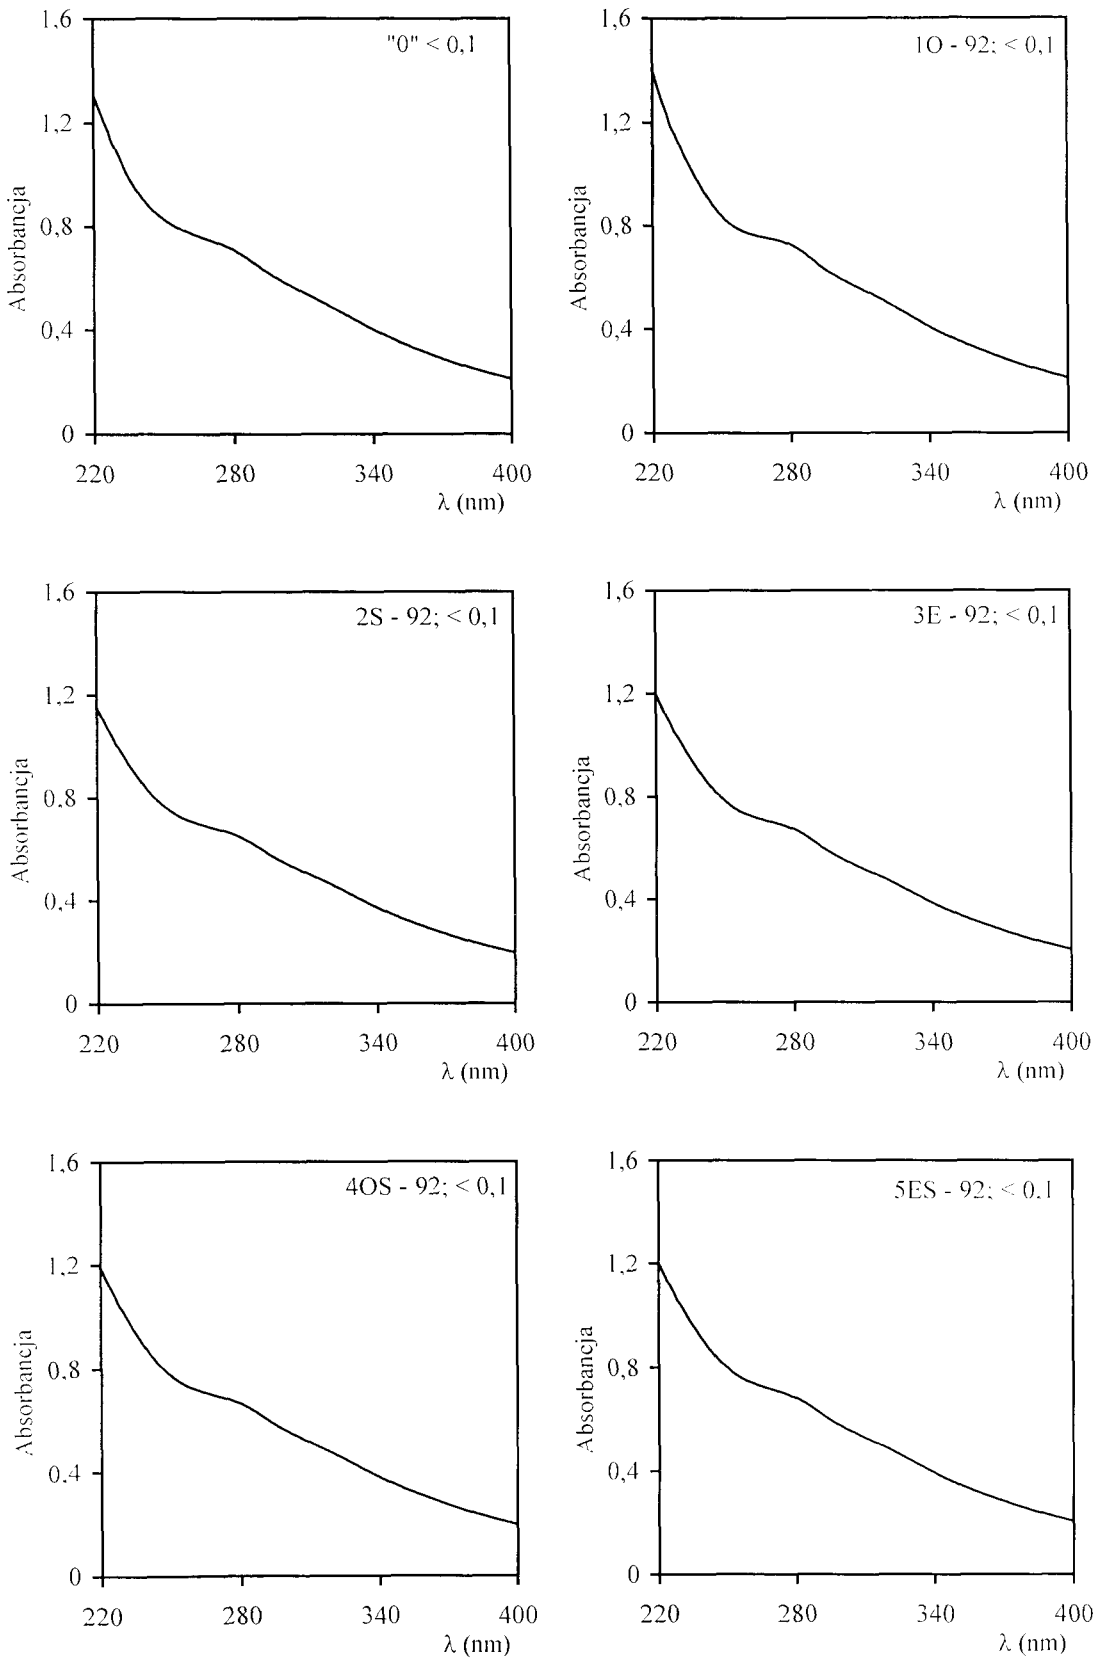 1,6
"0" < 0,1
1,2
Absorbancja
0,8
0,4
0
220 280 340 400
λ (nm)
1,6
1O - 92; < 0,1
1,2
Absorbancja
0,8
0,4
0
220 280 340 400
λ (nm)
1,6
2S - 92; < 0,1
1,2
Absorbancja
0,8
0,4
0
220 280 340 400
λ (nm)
1,6
3E - 92; < 0,1
1,2
Absorbancja
0,8
0,4
0
220 280 340 400
λ (nm)
1,6
4OS - 92; < 0,1
1,2
Absorbancja
0,8
0,4
0
220 280 340 400
λ (nm)
1,6
5ES - 92; < 0,1
1,2
Absorbancja
0,8
0,4
0
220 280 340 400
λ (nm)